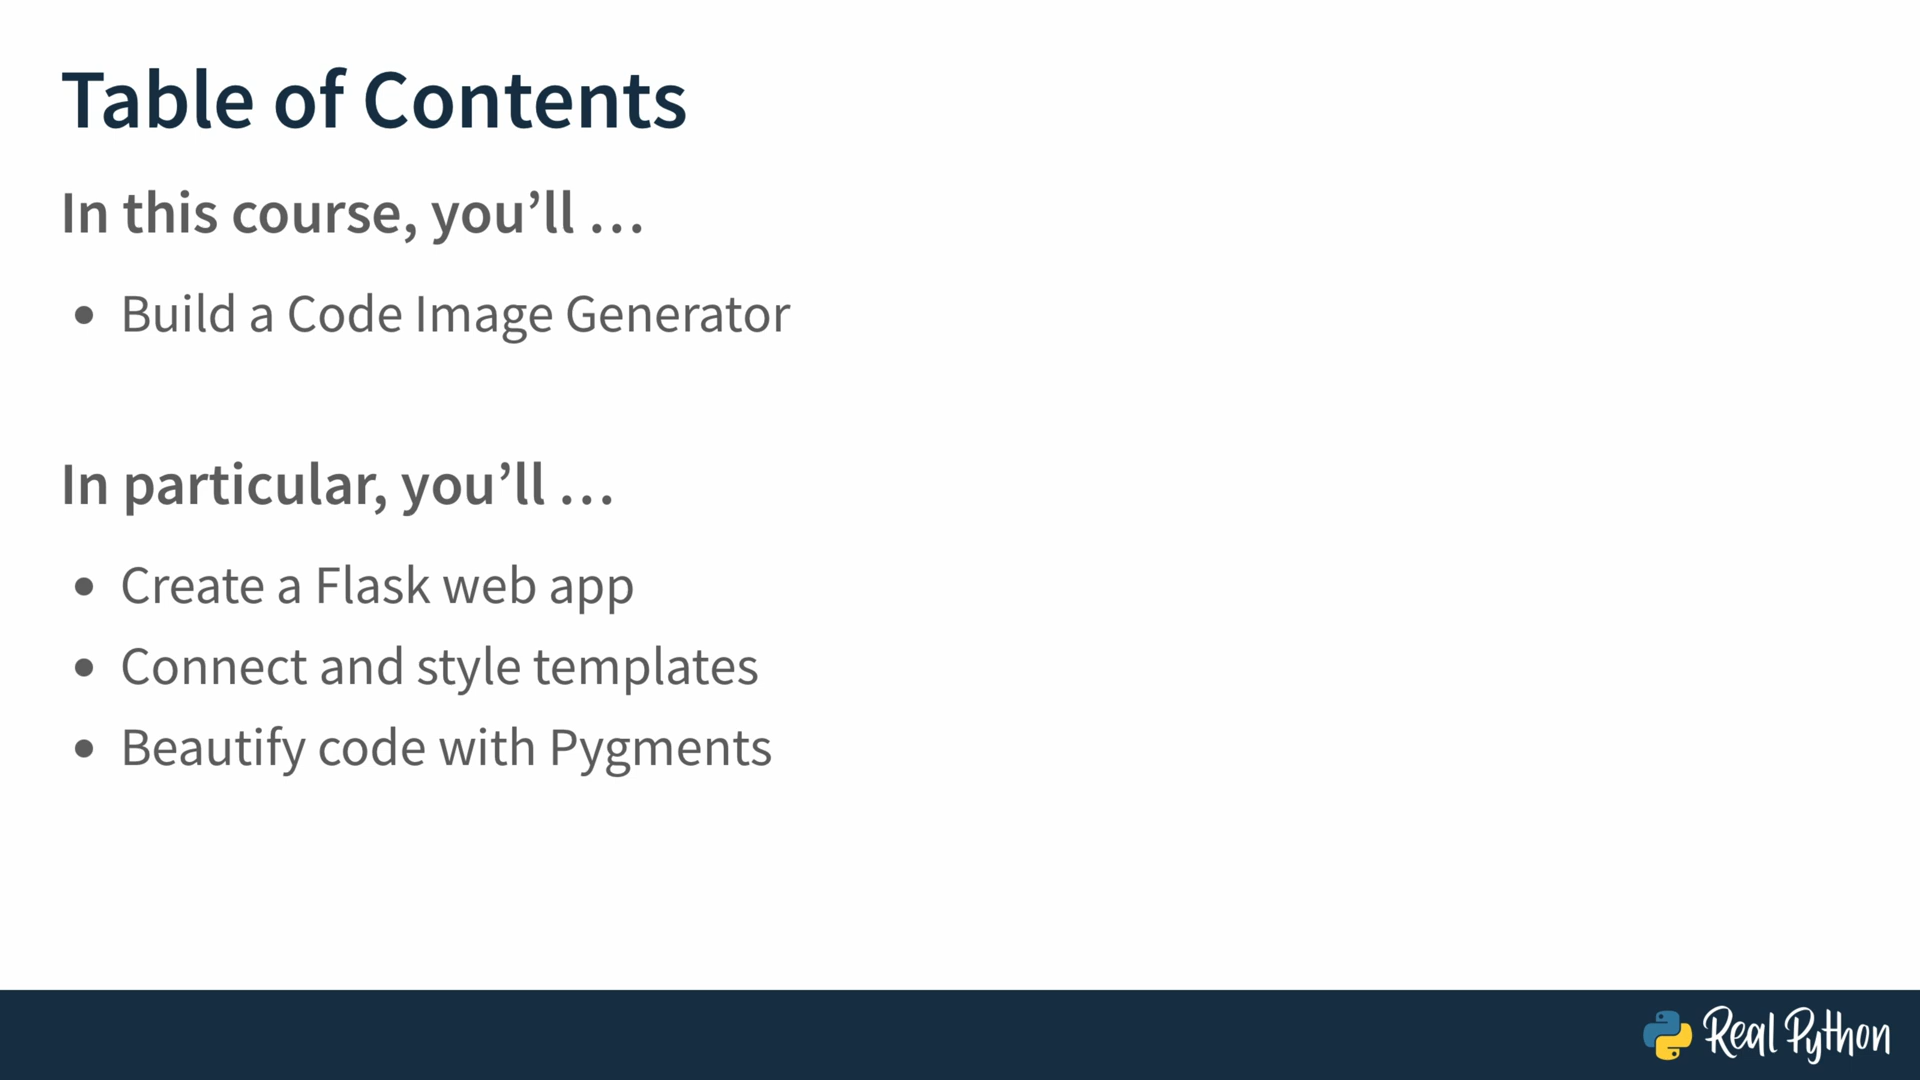 Table of Contents
In this course, you’ll …
• Build a Code Image Generator
In particular, you’ll …
• Create a Flask web app
• Connect and style templates
• Beautify code with Pygments
Real Python